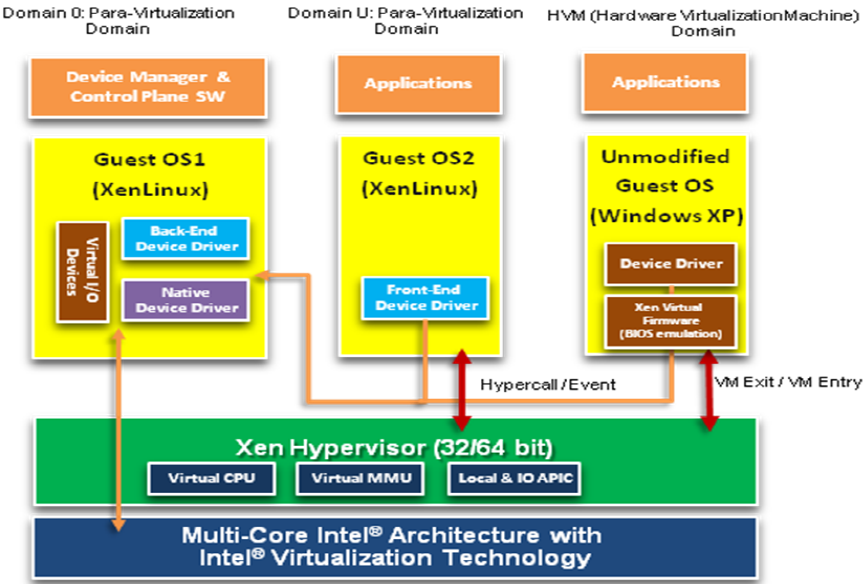 Domain 0: Para-Virtualization
Domain
Domain U: Para-Virtualization
Domain
HVM (Hardware VirtualizationMachine)
Domain
Device Manager &
Control Plane SW
Applications
Applications
Guest OS1
(XenLinux)
Virtual I/O
Devices
Back-End
Device Driver
Native
Device Driver
Guest OS2
(XenLinux)
Front-End
Device Driver
Unmodified
Guest OS
(Windows XP)
Device Driver
Xen Virtual
Firmware
(BIOS emulation)
Hypercall /Event
VM Exit / VM Entry
Xen Hypervisor (32/64 bit)
Virtual CPU
Virtual MMU
Local & IO APIC
Multi-Core Intel® Architecture with
Intel® Virtualization Technology